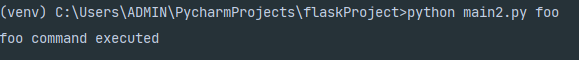 (venv) C:\Users\ADMIN\PycharmProjects\flaskProject>python main2.py foo
foo command executed